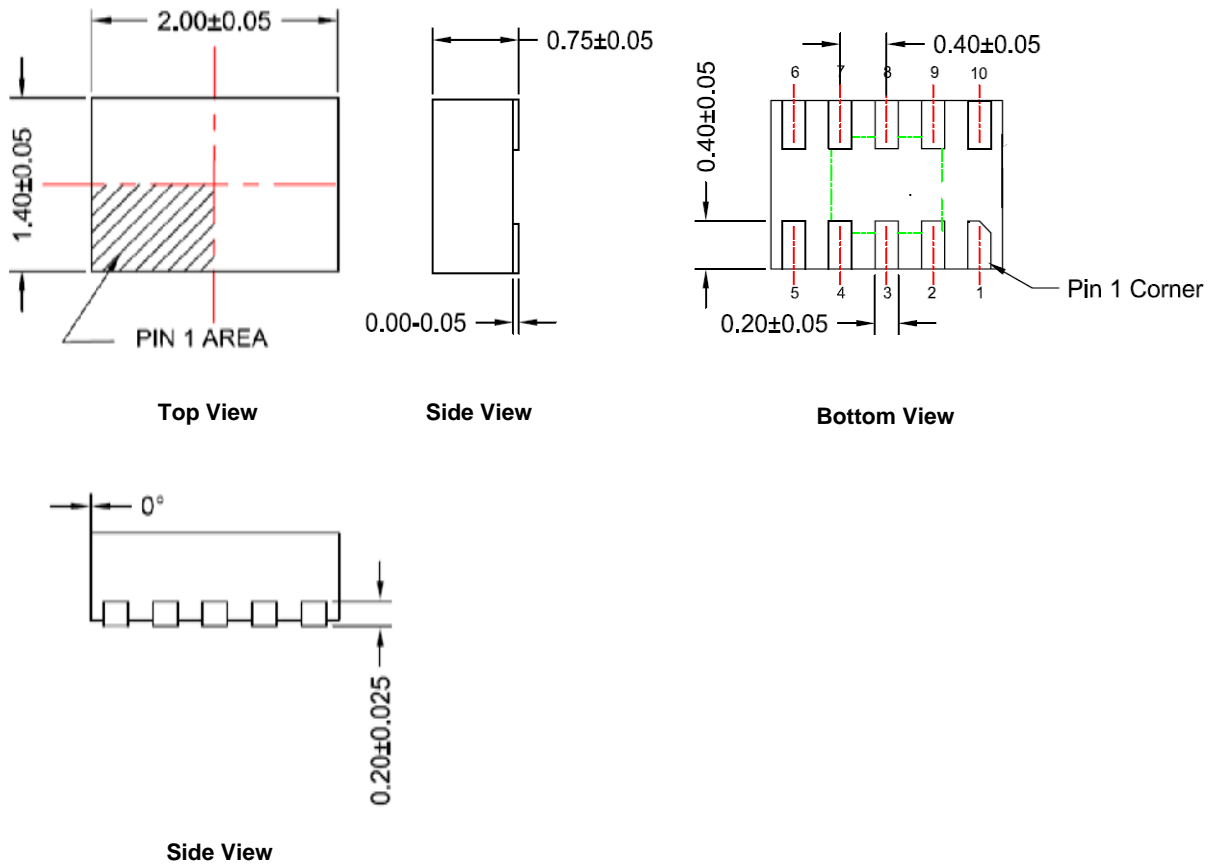 2.00±0.05
1.40±0.05
PIN 1 AREA
Top View
0.75±0.05
0.00-0.05
Side View
0.40±0.05
6 7 8 9 10
0.40±0.05
5 4 3 2 1
Pin 1 Corner
0.20±0.05
Bottom View
0°
0.20±0.025
Side View